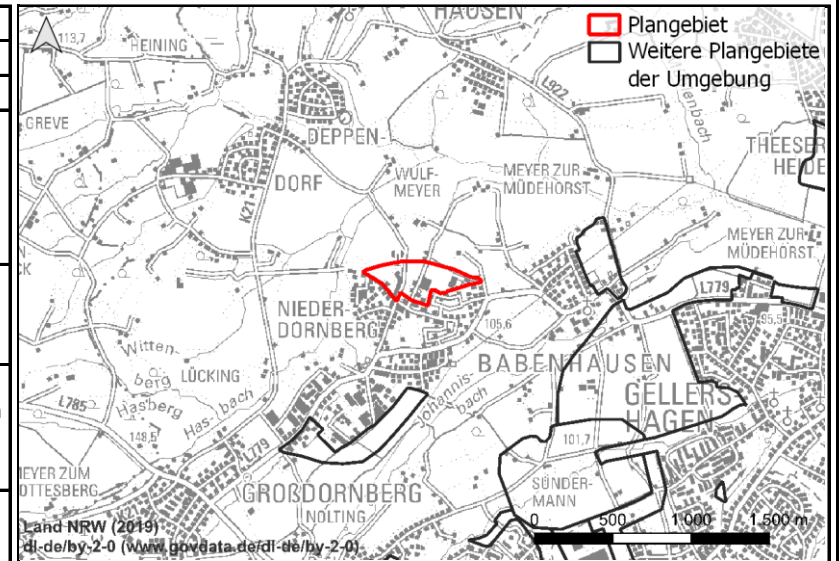 HAUSEN
Plangebiet
Weitere Plangebiete
der Umgebung
113,7
HEINING
L922
GREVE
DEPPEN-
DORF
K21
WULF-
MEYER
MEYER ZUR
MÜDEHORST
THEESER
HEIDE
MEYER ZUR
MÜDEHORST
L779
95,5
NIEDER-
DORNBERG
105,6
Witten-
berg
LÜCKING
Hasberg
Has
bach
L785
148,5
L779
Johannis-
bach
BABENHAUSEN
GELLERS-
HAGEN
101,7
MEYER ZUM
OTTESBERG
GROßDORNBERG
NOLTING
SÜNDER-
MANN
Land NRW (2019)
dl-de/by-2-0 (www.govdata.de/dl-de/by-2-0)
0 500 1.000 1.500 m